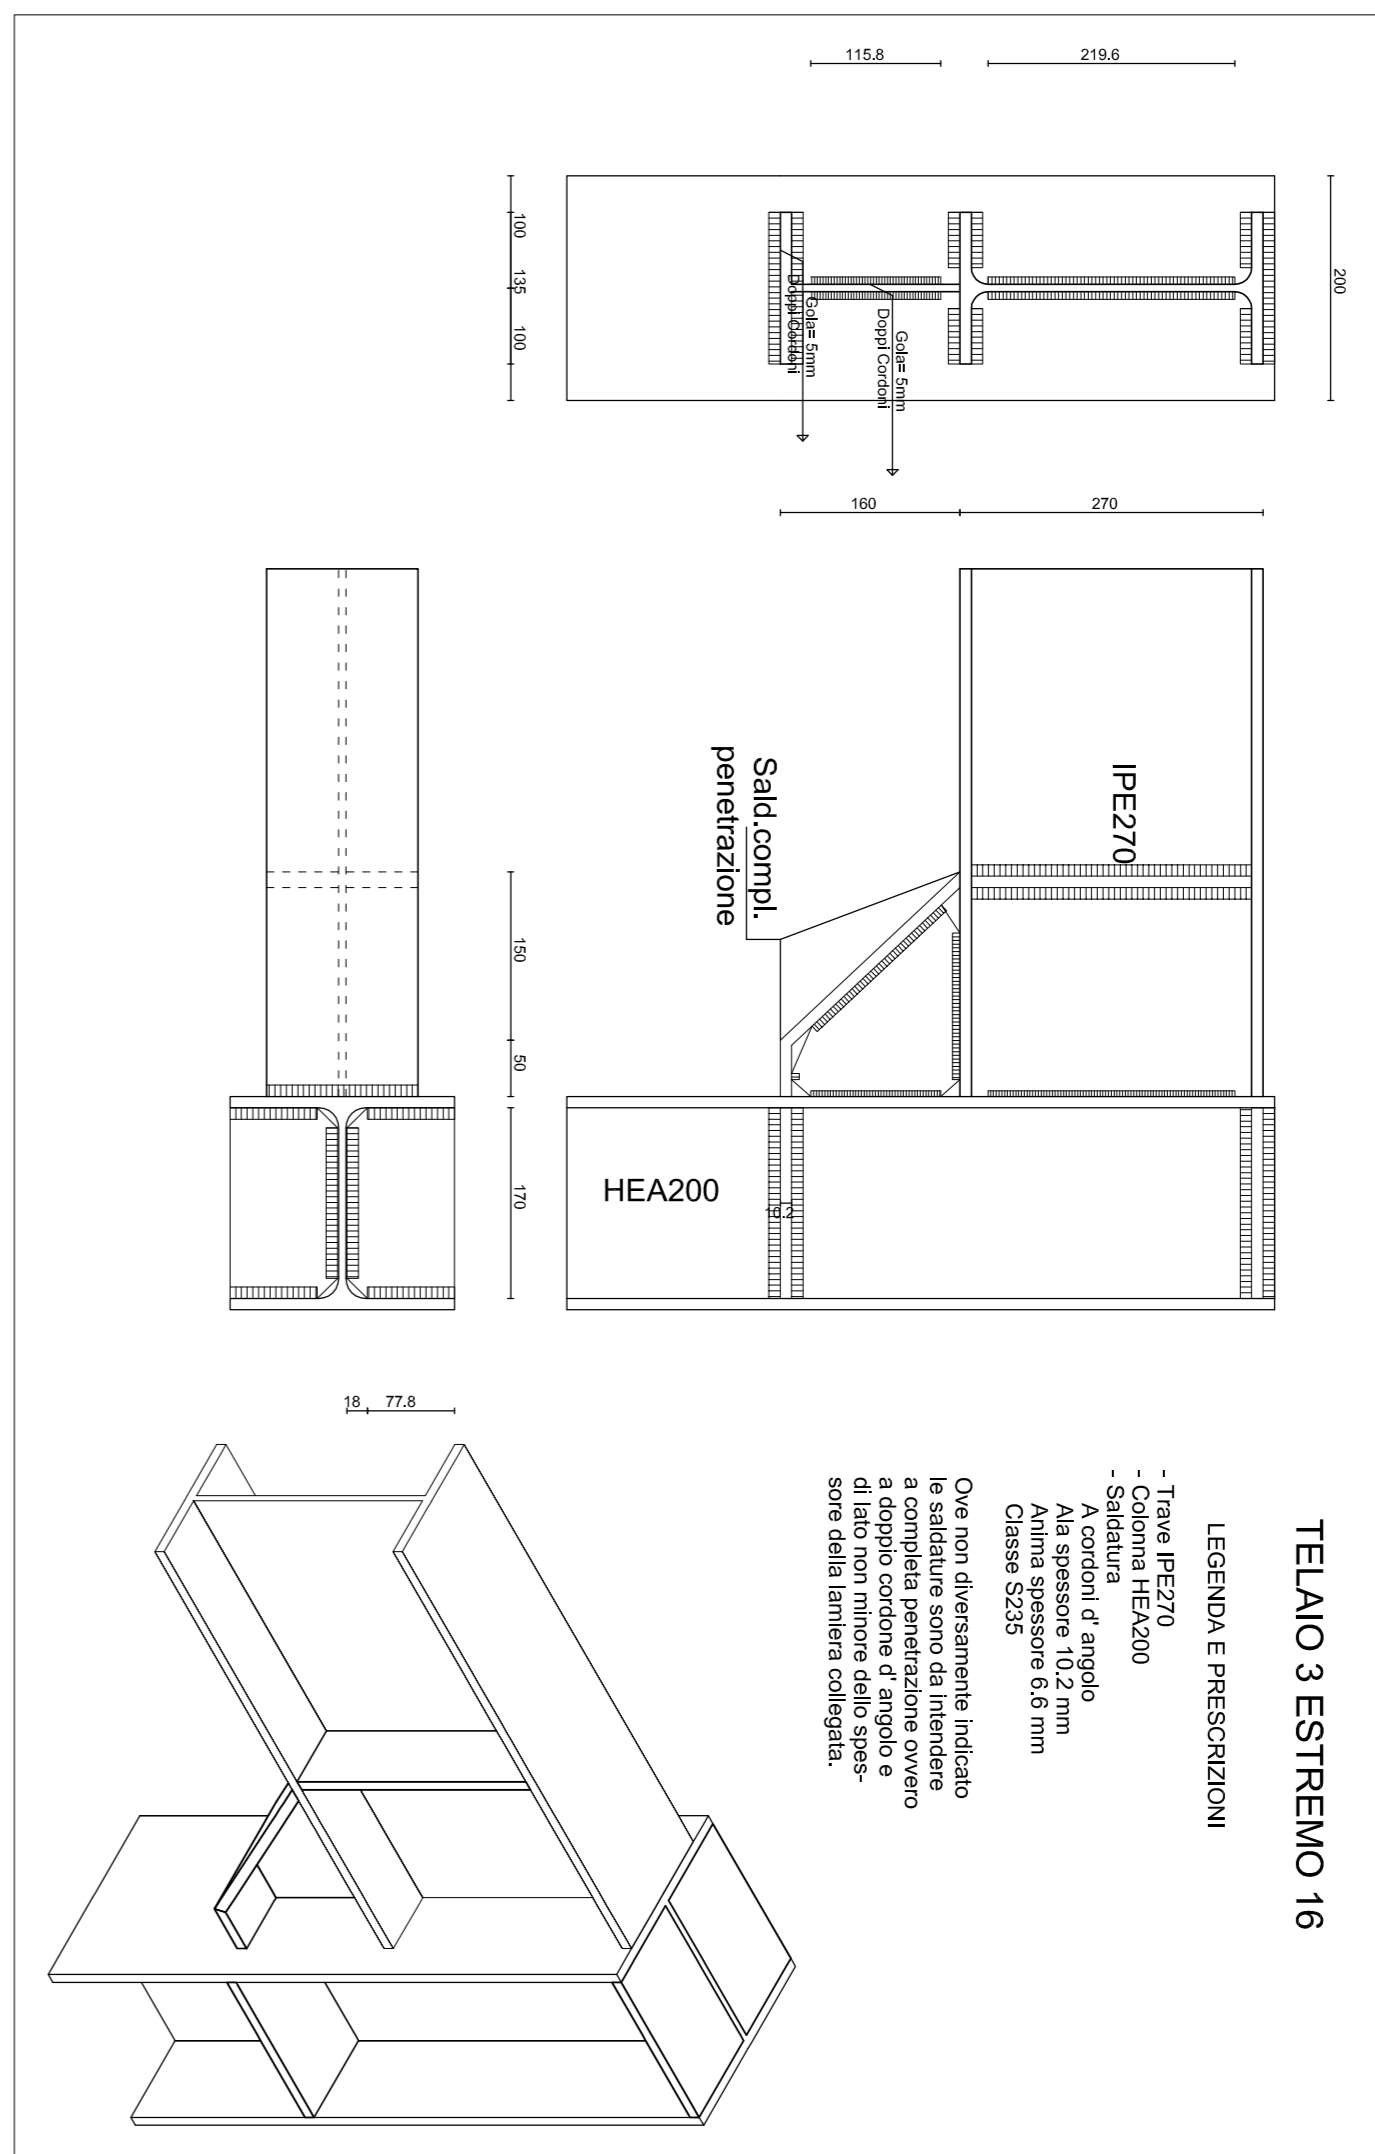 TELAIO 3 ESTREMO 16
LEGENDA E PRESCRIZIONI
- Trave IPE270
- Colonna HEA200
- Saldatura
A cordoni d' angolo
Ala spessore 10.2 mm
Anima spessore 6.6 mm
Classe S235
Ove non diversamente indicato
le saldature sono da intendere
a completa penetrazione ovvero
a doppio cordone d' angolo e
di lato non minore dello spes-
sore della lamiera collegata.
115.8
219.6
100
135
100
200
Gola= 5mm
Doppi Cordoni
Gola= 5mm
Doppi Cordoni
160
270
IPE270
Sald.compl.
penetrazione
150
50
170
HEA200
10.2
18
77.8